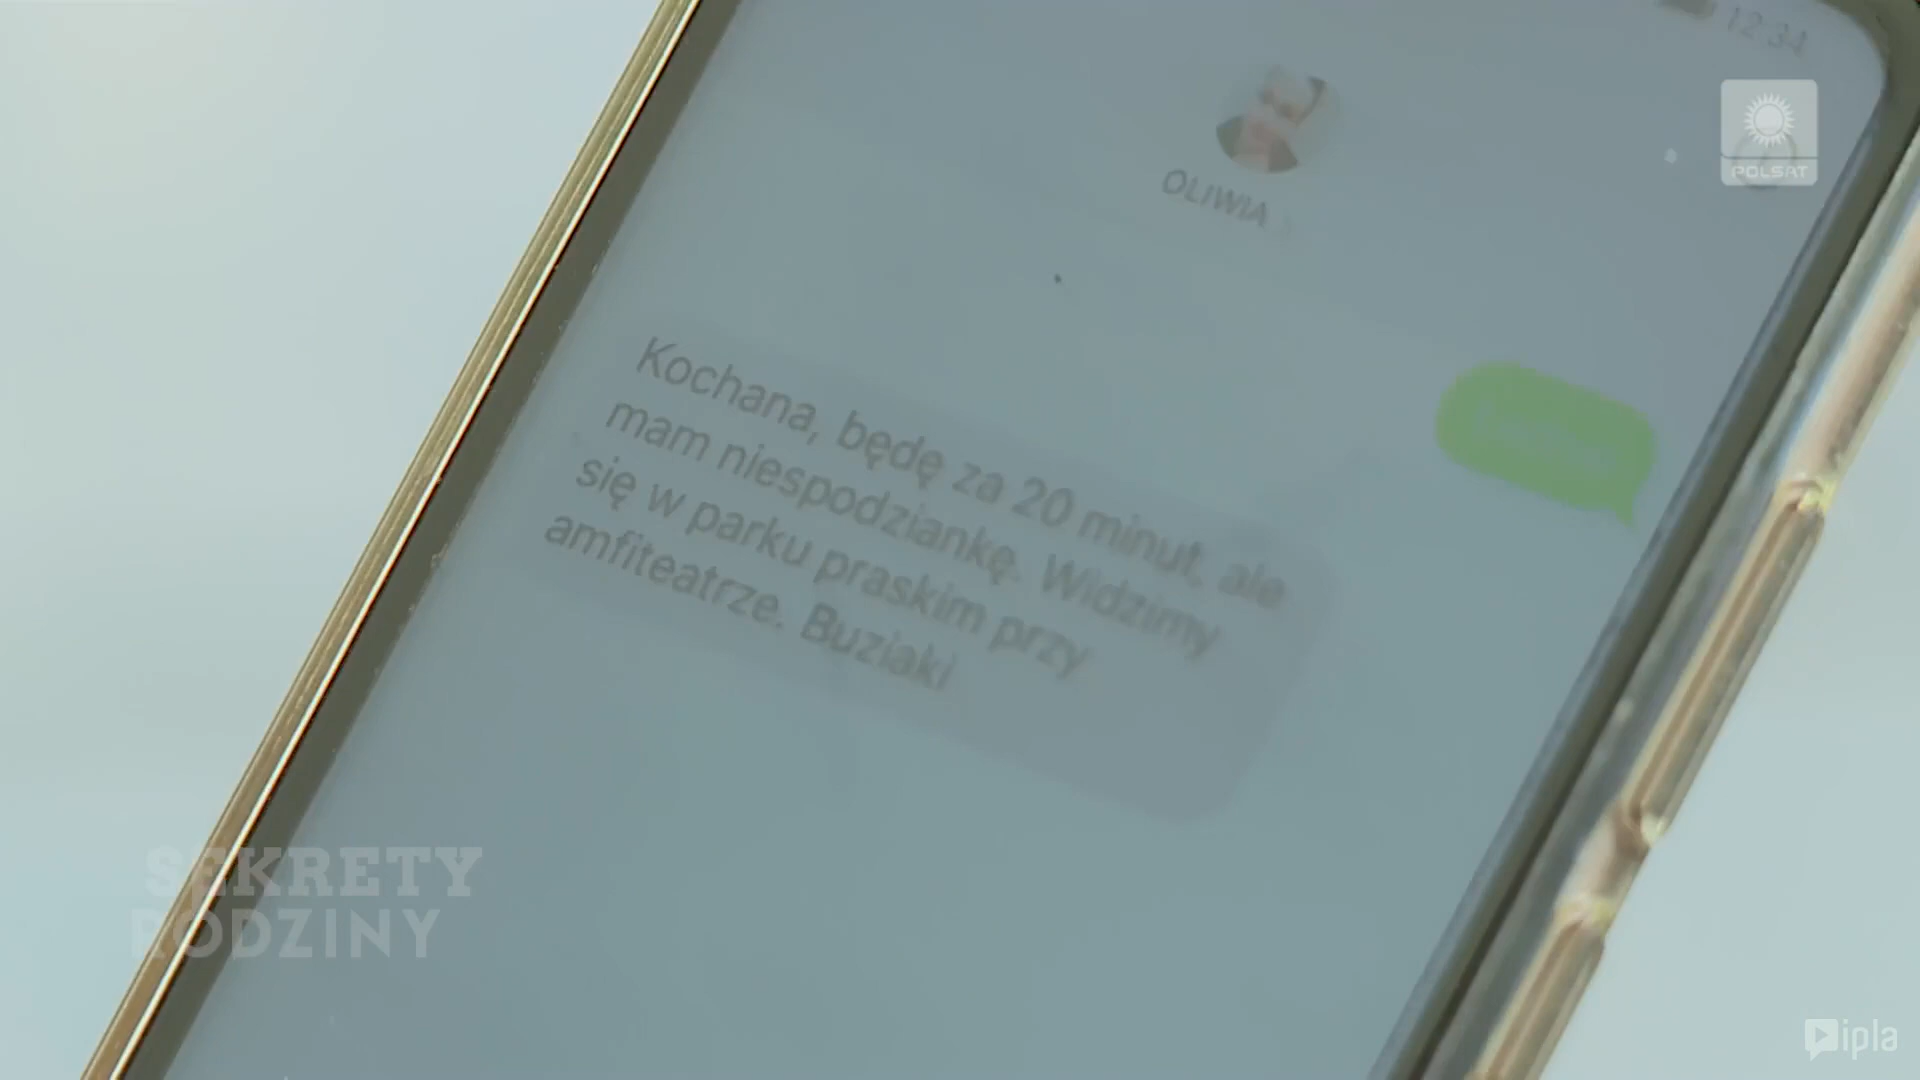 12:34
POLSAT
OLIWIA
Kochana, będę za 20 minut, ale
mam niespodziankę. Widzimy
się w parku praskim przy
amfiteatrze. Buziaki
SEKRETY
RODZINY
ipla